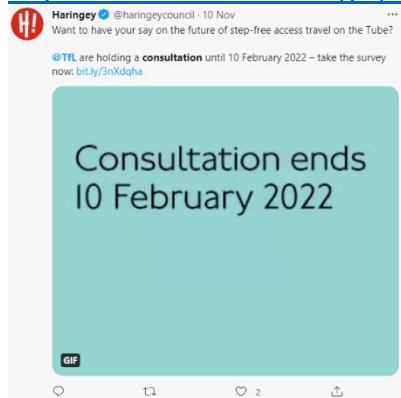 H!
Haringey @haringeycouncil · 10 Nov
Want to have your say on the future of step-free access travel on the Tube?
@TfL are holding a consultation until 10 February 2022 – take the survey
now: bit.ly/3nXdqha
Consultation ends
10 February 2022
GIF
2